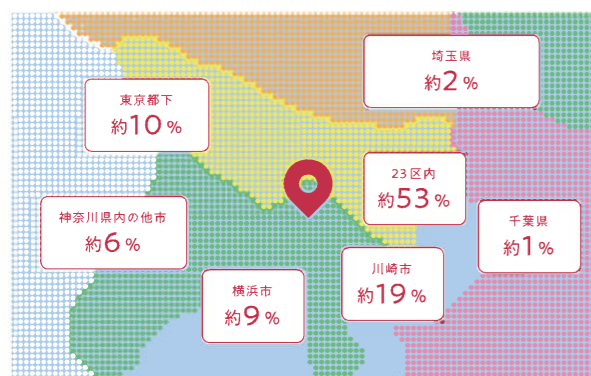 埼玉県
約2%
東京都下
約10%
23区内
約53%
神奈川県内の他市
約6%
千葉県
約1%
川崎市
約19%
横浜市
約9%